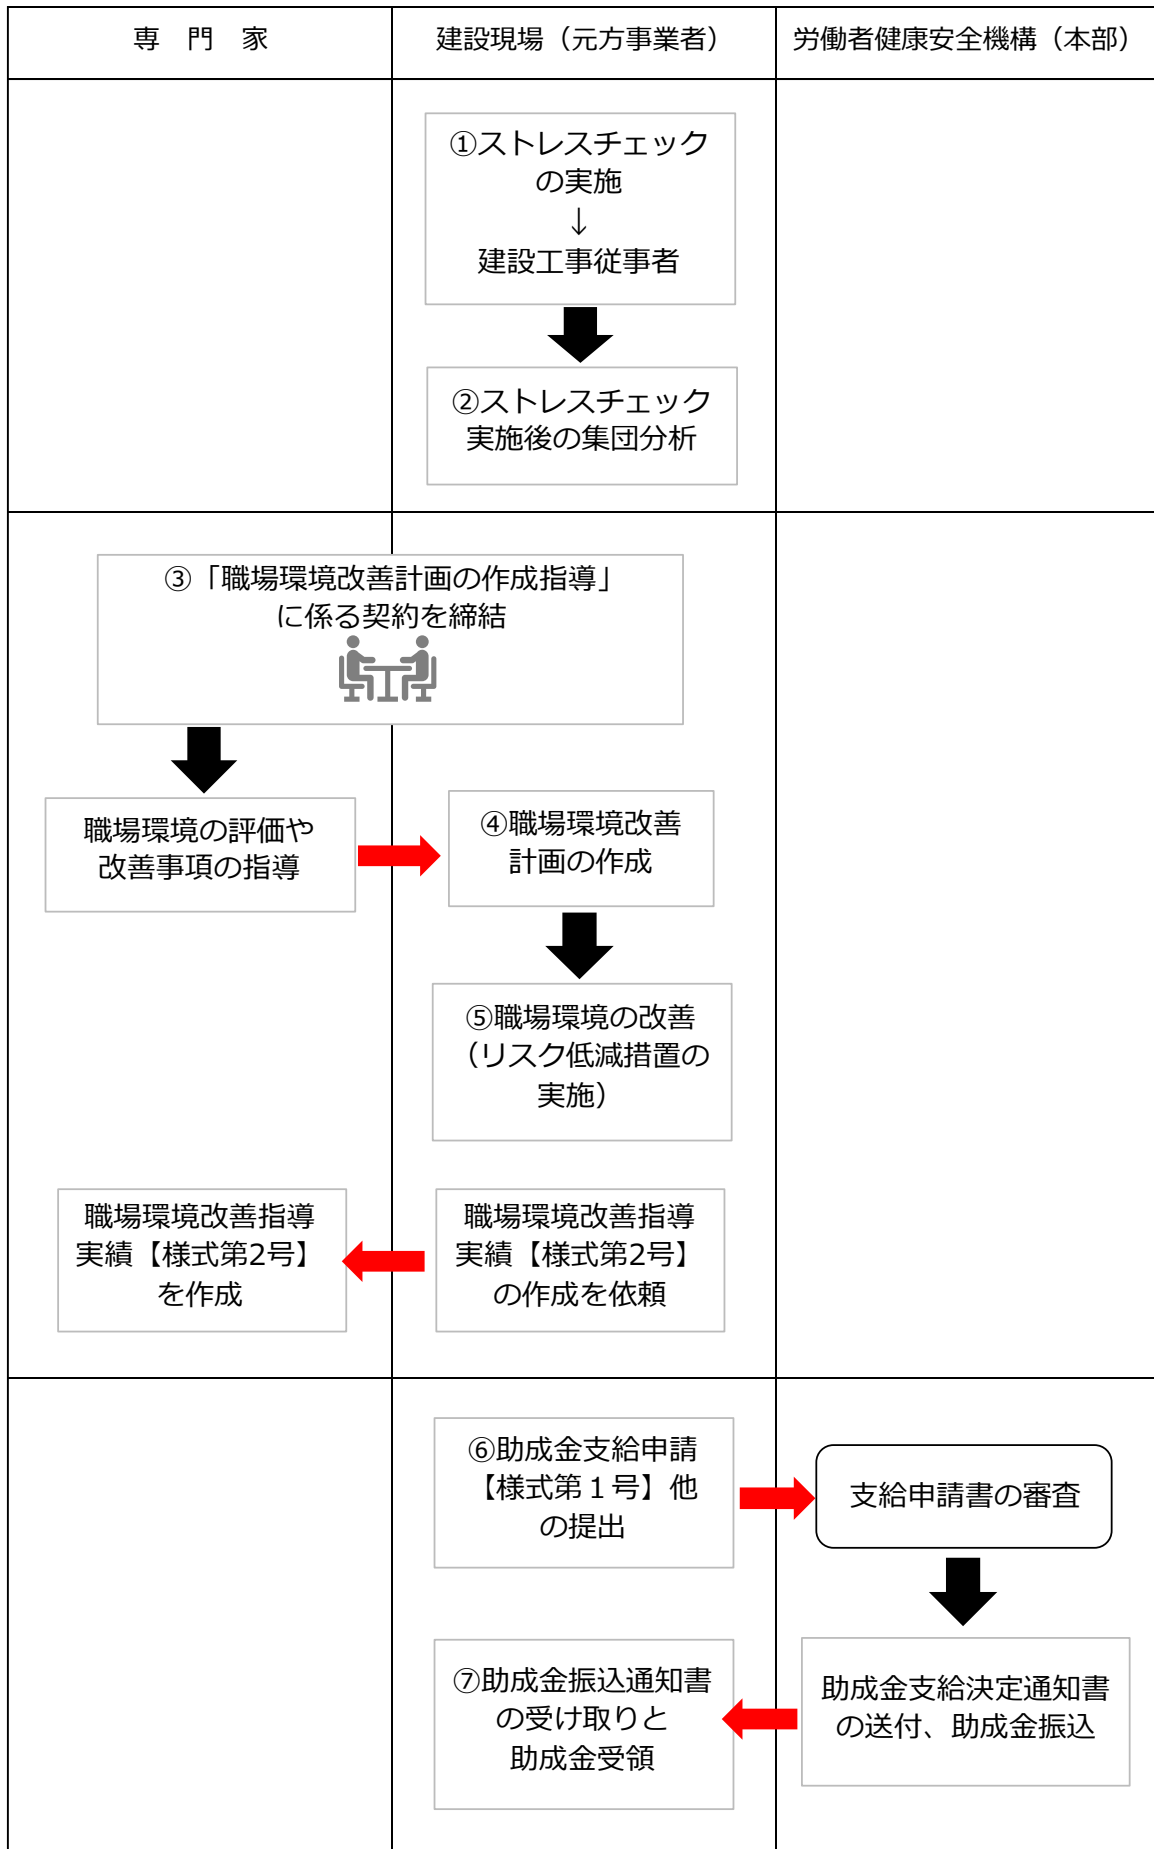 専　門　家
建設現場（元方事業者）
労働者健康安全機構（本部）
①ストレスチェック
の実施
↓
建設工事従事者
②ストレスチェック
実施後の集団分析
③「職場環境改善計画の作成指導」
に係る契約を締結
職場環境の評価や
改善事項の指導
④職場環境改善
計画の作成
⑤職場環境の改善
（リスク低減措置の
実施）
職場環境改善指導
実績【様式第2号】
を作成
職場環境改善指導
実績【様式第2号】
の作成を依頼
⑥助成金支給申請
【様式第１号】他
の提出
支給申請書の審査
⑦助成金振込通知書
の受け取りと
助成金受領
助成金支給決定通知書
の送付、助成金振込